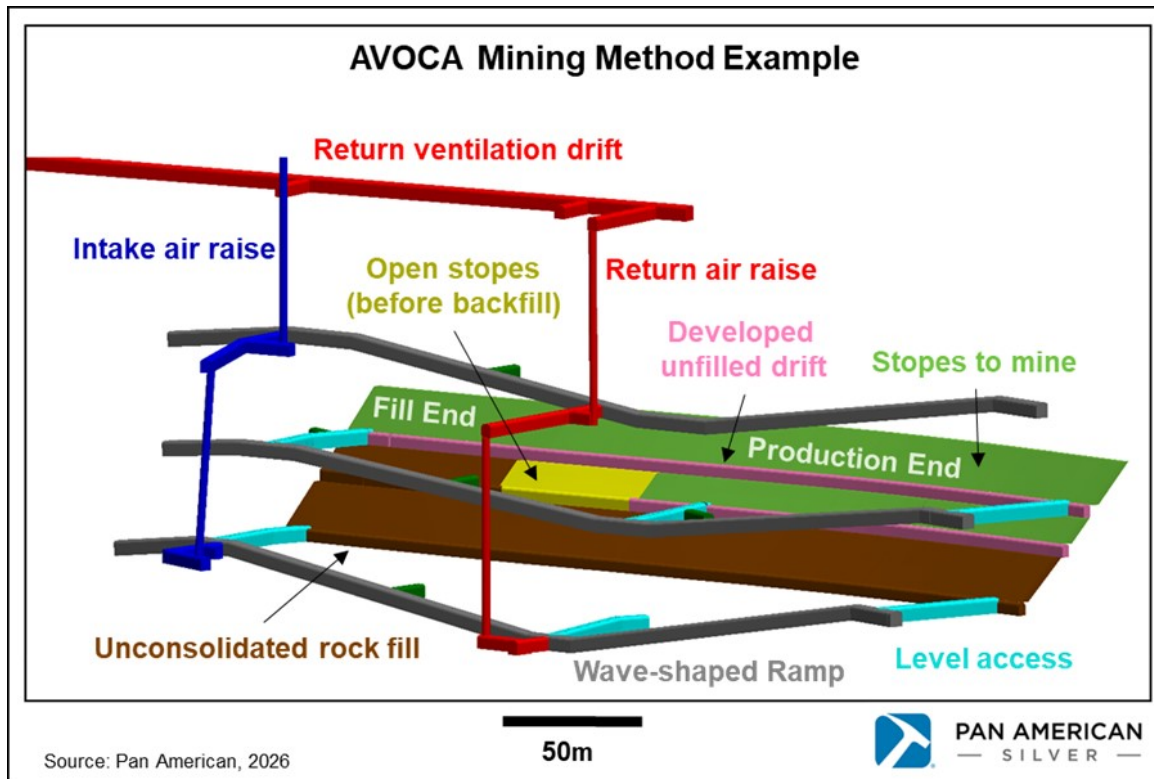 AVOCA Mining Method Example
Return ventilation drift
Intake air raise
Open stopes
(before backfill)
Return air raise
Developed
unfilled drift
Stopes to mine
Fill End
Production End
Unconsolidated rock fill
Wave-shaped Ramp
Level access
50m
Source: Pan American, 2026
PAN AMERICAN
SILVER